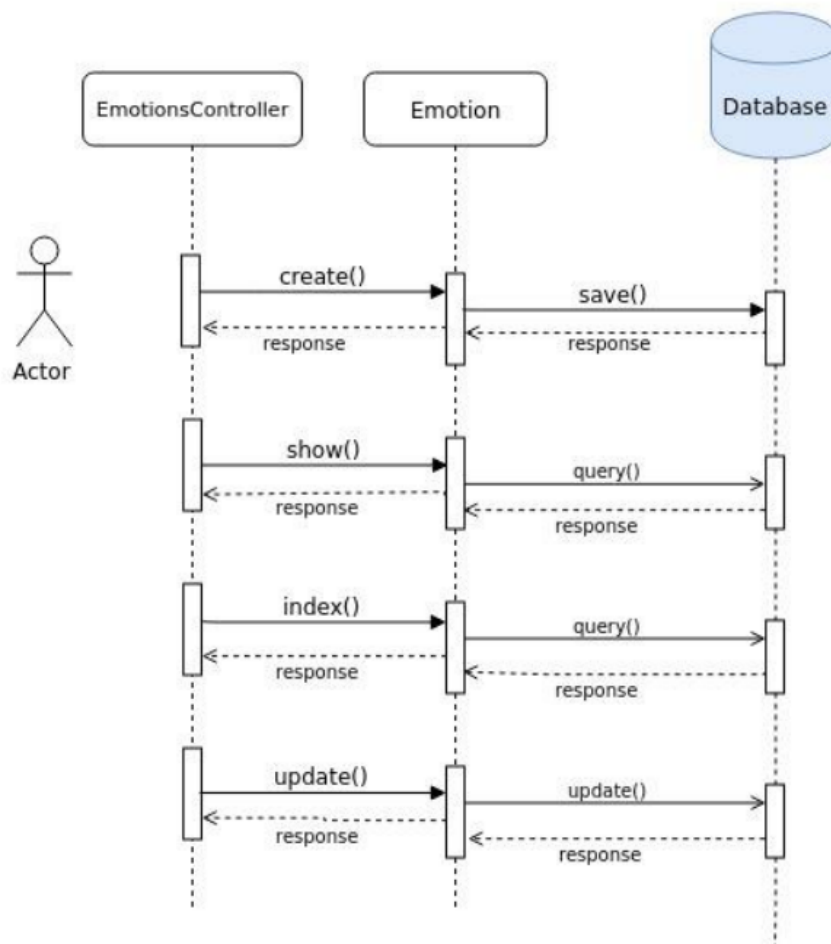 EmotionsController
Emotion
Database
Actor
create()
save()
response
response
show()
query()
response
response
index()
query()
response
response
update()
update()
response
response